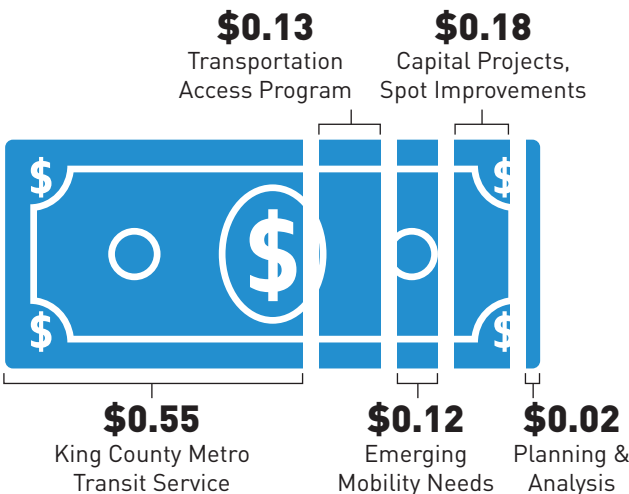 $0.13
Transportation
Access Program
$0.18
Capital Projects,
Spot Improvements
$
$
$
$
$
$0.55
King County Metro
Transit Service
$0.12
Emerging
Mobility Needs
$0.02
Planning &
Analysis